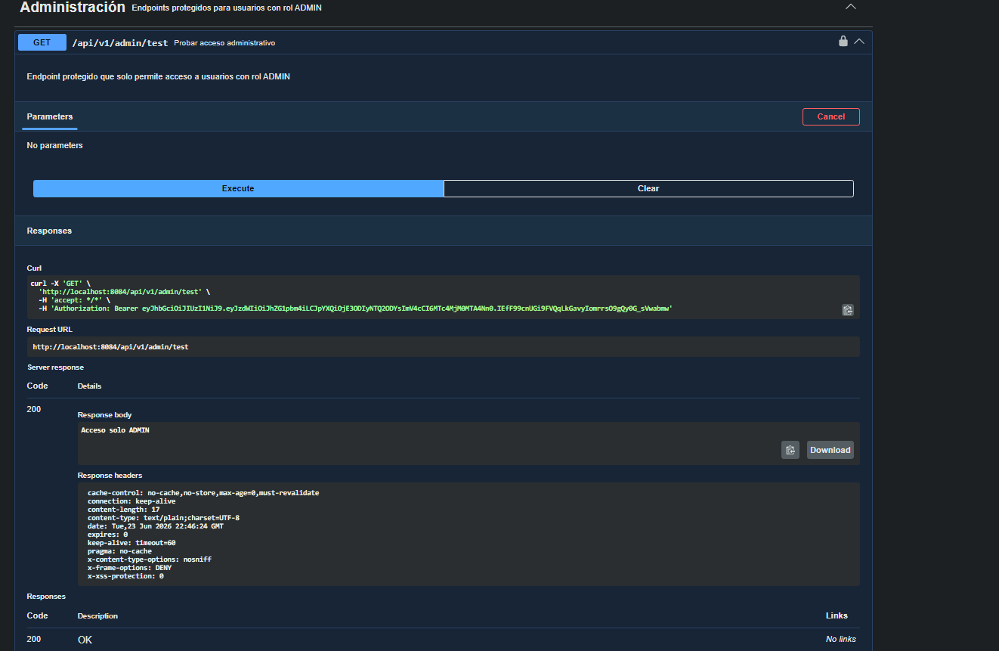 Administración Endpoints protegidos para usuarios con rol ADMIN
GET /api/v1/admin/test Probar acceso administrativo
Endpoint protegido que solo permite acceso a usuarios con rol ADMIN
Parameters Cancel
No parameters
Execute Clear
Responses
Curl
curl -X 'GET' \
'http://localhost:8084/api/v1/admin/test' \
-H 'accept: */*' \
-H 'Authorization: Bearer eyJhbGciOiJIUzI1NiJ9.eyJzdWIiOiJhZG1pbm4iLCJpYXQiOjE3ODIyNTQ2ODYsImV4cCI6MTc4MjM0MTA4Nn0.IEfF99cnUGi9FVQqLkGavyIomrrsO9gQy0G_sVwabmw'
Request URL
http://localhost:8084/api/v1/admin/test
Server response
Code Details
200
Response body
Acceso solo ADMIN
Download
Response headers
cache-control: no-cache,no-store,max-age=0,must-revalidate
connection: keep-alive
content-length: 17
content-type: text/plain;charset=UTF-8
date: Tue,23 Jun 2026 22:46:24 GMT
expires: 0
keep-alive: timeout=60
pragma: no-cache
x-content-type-options: nosniff
x-frame-options: DENY
x-xss-protection: 0
Responses
Code Description Links
200 OK No links